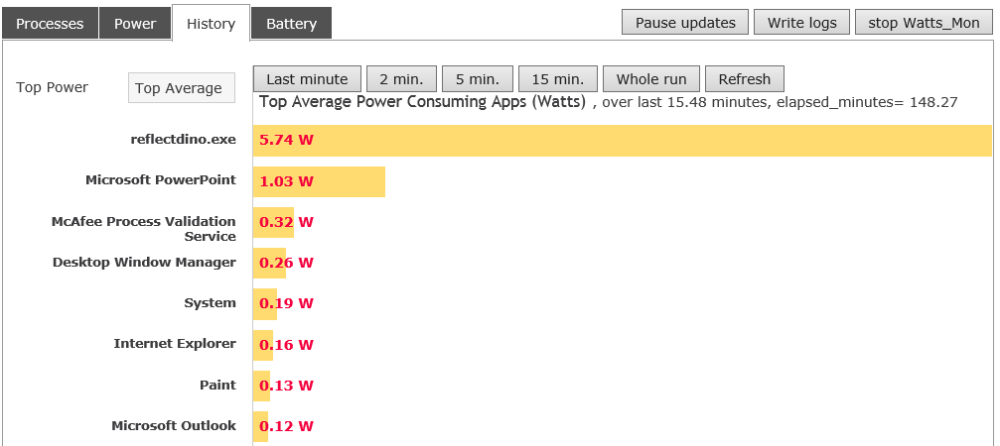 Processes Power History Battery Pause updates Write logs stop Watts_Mon
Top Power Top Average Last minute 2 min. 5 min. 15 min. Whole run Refresh
Top Average Power Consuming Apps (Watts) , over last 15.48 minutes, elapsed_minutes= 148.27
reflectdino.exe 5.74 W
Microsoft PowerPoint 1.03 W
McAfee Process Validation 0.32 W
Service
Desktop Window Manager 0.26 W
System 0.19 W
Internet Explorer 0.16 W
Paint 0.13 W
Microsoft Outlook 0.12 W